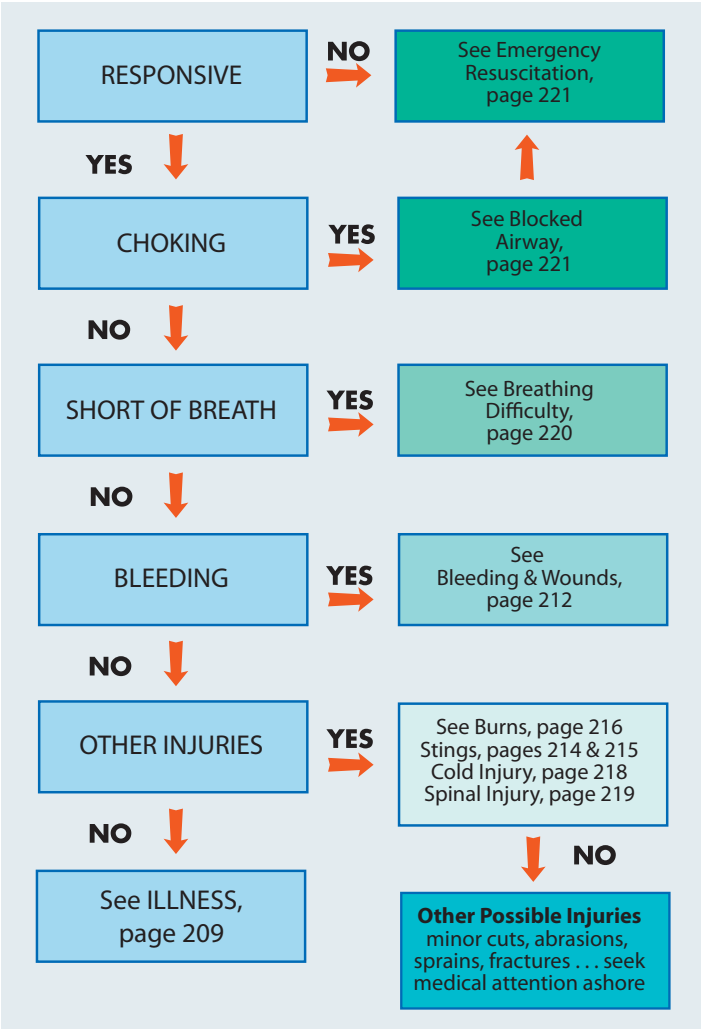 RESPONSIVE
NO
See Emergency
Resuscitation,
page 221
YES
CHOKING
YES
See Blocked
Airway,
page 221
NO
SHORT OF BREATH
YES
See Breathing
Difficulty,
page 220
NO
BLEEDING
YES
See
Bleeding & Wounds,
page 212
NO
OTHER INJURIES
YES
See Burns, page 216
Stings, pages 214 & 215
Cold Injury, page 218
Spinal Injury, page 219
NO
See ILLNESS,
page 209
NO
Other Possible Injuries
minor cuts, abrasions,
sprains, fractures . . . seek
medical attention ashore